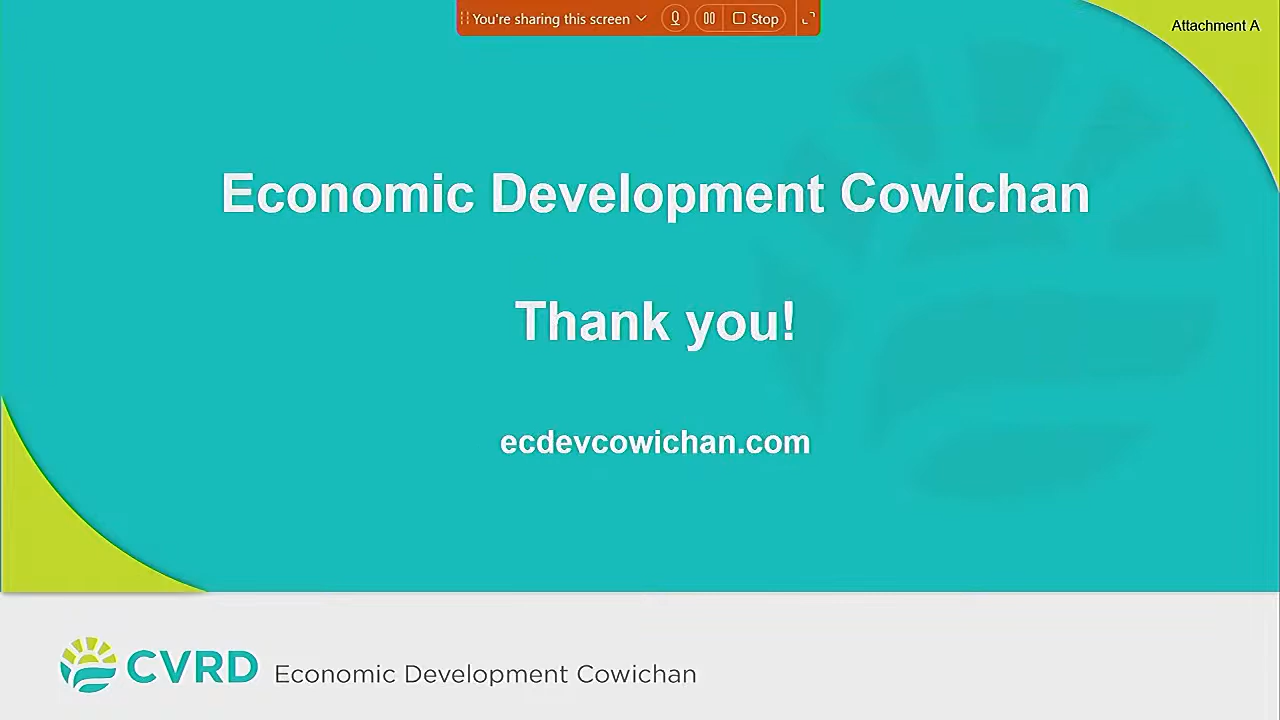 You're sharing this screen
Stop
Attachment A
Economic Development Cowichan
Thank you!
ecdevcowichan.com
CVRD Economic Development Cowichan